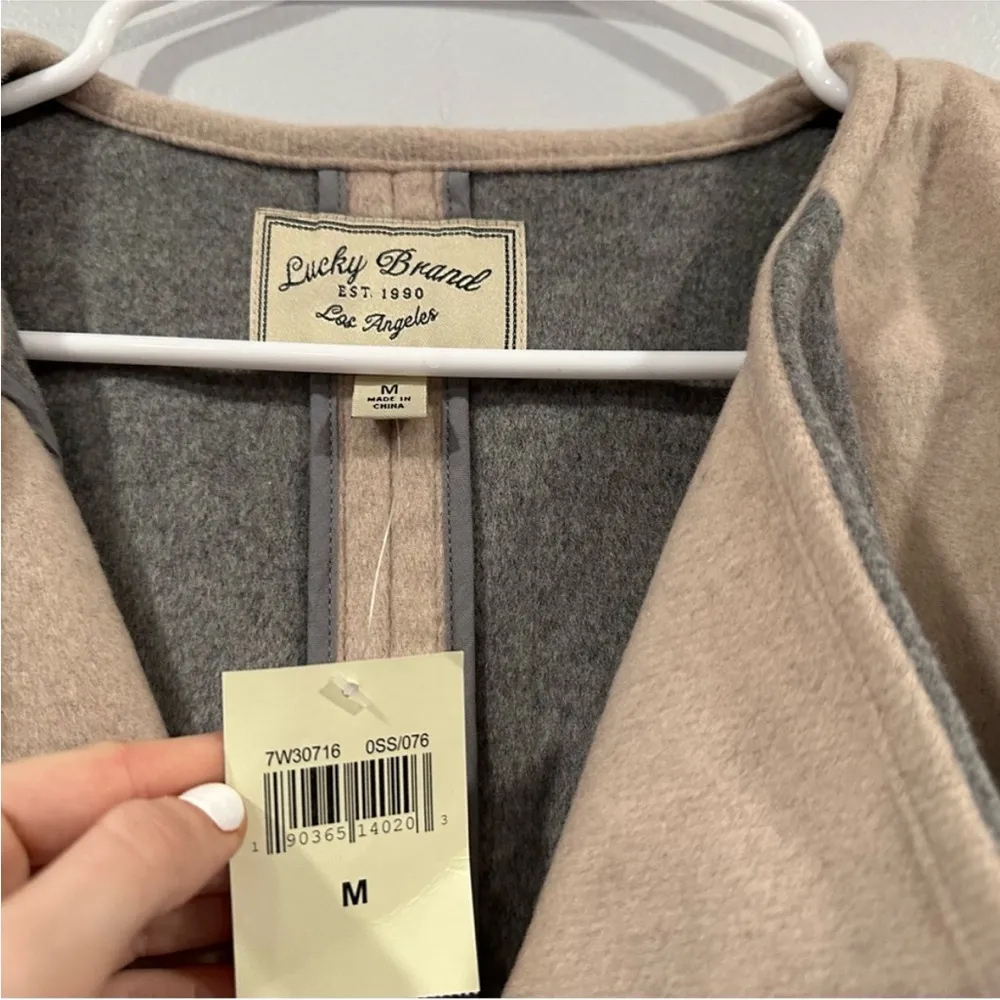 Lucky Brand
EST. 1990
Los Angeles
M
MADE IN
CHINA
7W30716 0SS/076
1 90365 14020 3
M